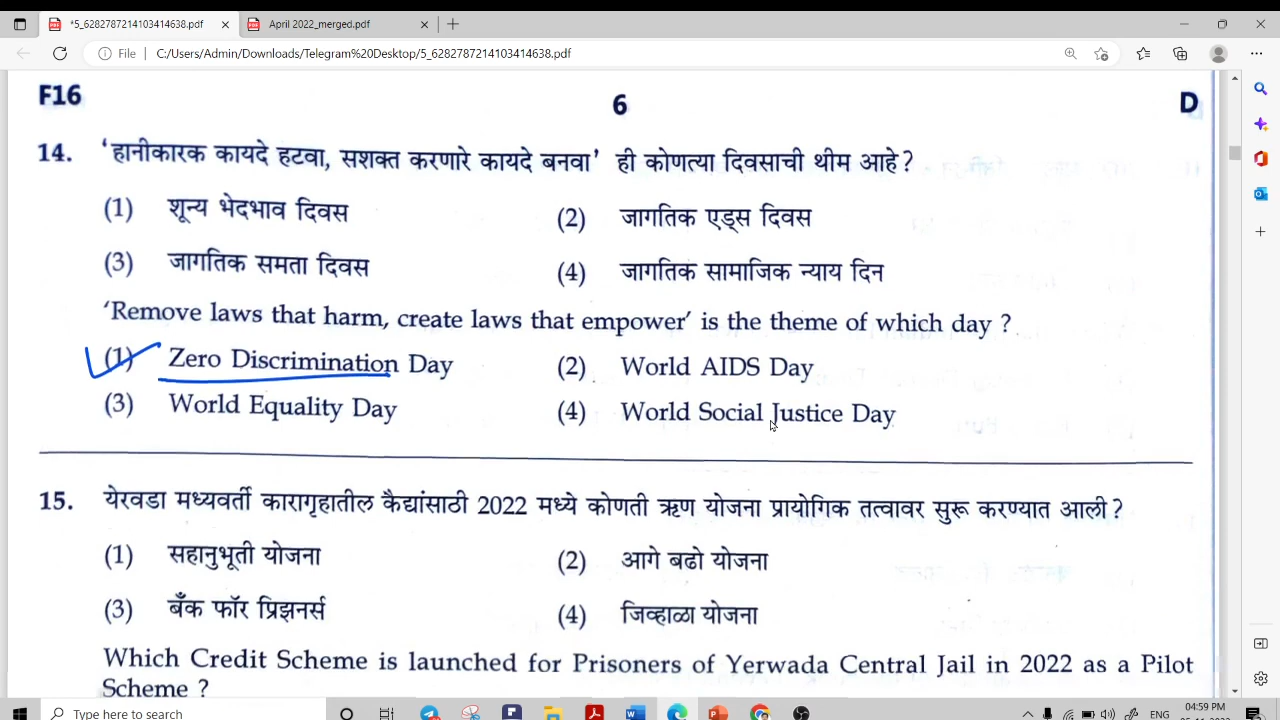 *5_6282787214103414638.pdf
April 2022_merged.pdf
File
C:/Users/Admin/Downloads/Telegram%20Desktop/5_6282787214103414638.pdf
F16
6
D
14. 'हानीकारक कायदे हटवा, सशक्त करणारे कायदे बनवा' ही कोणत्या दिवसाची थीम आहे?
(1) शून्य भेदभाव दिवस (2) जागतिक एड्स दिवस
(3) जागतिक समता दिवस (4) जागतिक सामाजिक न्याय दिन
'Remove laws that harm, create laws that empower' is the theme of which day ?
(1) Zero Discrimination Day (2) World AIDS Day
(3) World Equality Day (4) World Social Justice Day
15. येरवडा मध्यवर्ती कारागृहातील कैद्यांसाठी 2022 मध्ये कोणती ऋण योजना प्रायोगिक तत्वावर सुरू करण्यात आली?
(1) सहानुभूती योजना (2) आगे बढो योजना
(3) बँक फॉर प्रिझनर्स (4) जिव्हाळा योजना
Which Credit Scheme is launched for Prisoners of Yerwada Central Jail in 2022 as a Pilot
Scheme ?
Type here to search
ENG
04:59 PM